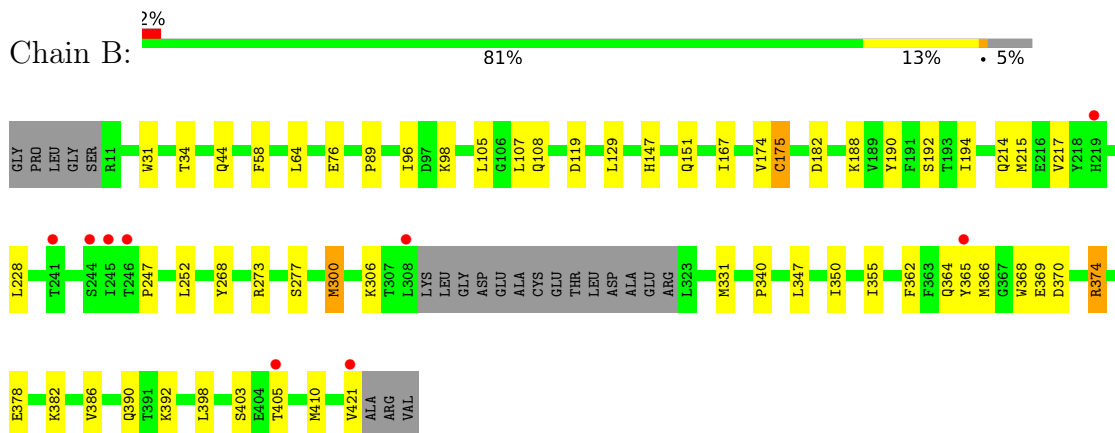 2%
Chain B:
81% 13% • 5%
GLY PRO LEU GLY SER R11 W31 T34 Q44 F58 L64 E76 P89 I96 D97 K98 L105 G106 L107 Q108 D119 L129 H147 Q151 I167 V174 C175 D182 K188 V189 Y190 F191 S192 T193 I194 Q214 M215 E216 V217 Y218 H219
L228 T241 S244 I245 T246 P247 L252 Y268 R273 S277 M300 K306 T307 L308 LYS LEU GLY ASP GLU ALA CYS GLU THR LEU ASP ALA GLU ARG L323 M331 P340 L347 I350 I355 F362 F363 Q364 Y365 M366 G367 W368 E369 D370 R374
E378 K382 V386 Q390 T391 K392 L398 S403 E404 T405 M410 V421 ALA ARG VAL